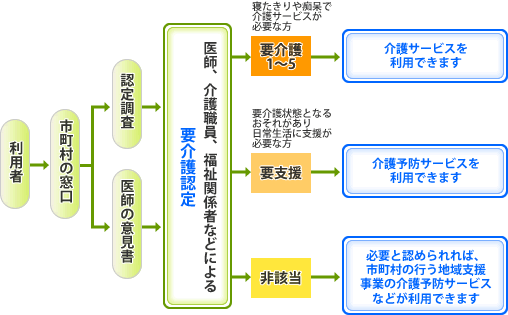 利用者
市町村の窓口
認定調査
医師の意見書
医師、介護職員、福祉関係者などによる
要介護認定
寝たきりや痴呆で
介護サービスが
必要な方
要介護
1～5
介護サービスを
利用できます
要介護状態となる
おそれがあり
日常生活に支援が
必要な方
要支援
介護予防サービスを
利用できます
非該当
必要と認められれば、
市町村の行う地域支援
事業の介護予防サービス
などが利用できます